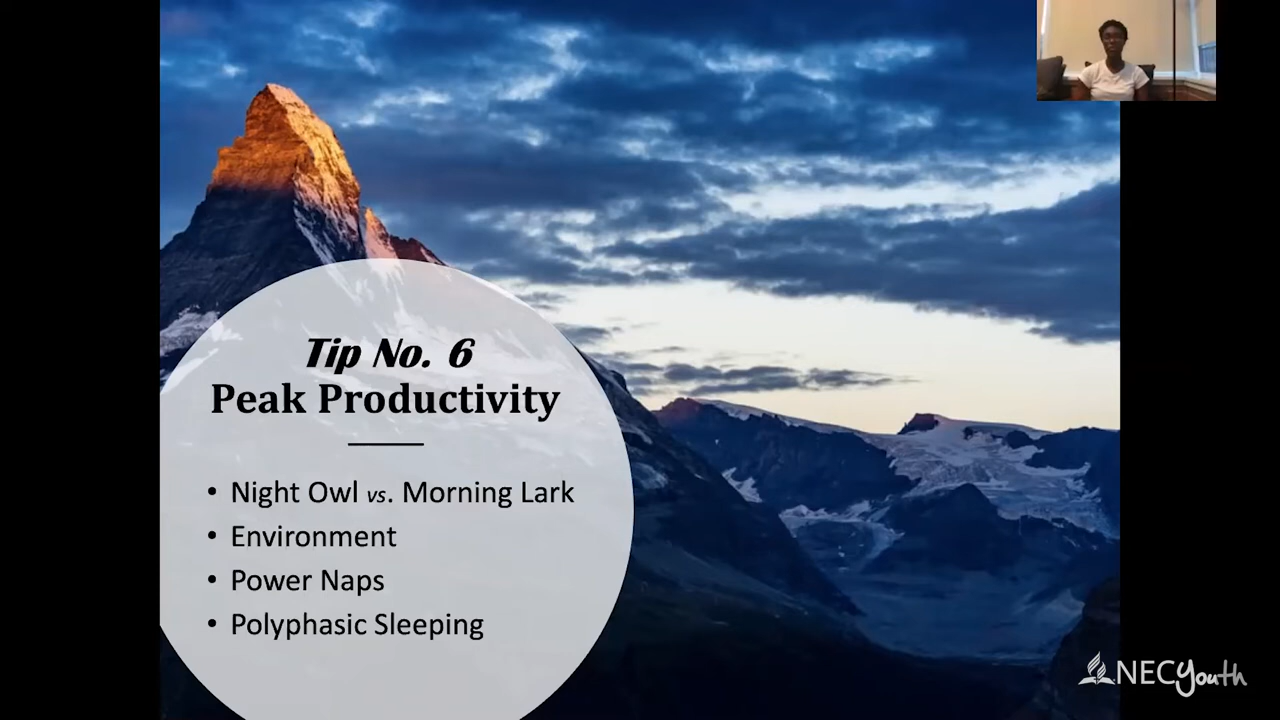 Tip No. 6
Peak Productivity
• Night Owl vs. Morning Lark
• Environment
• Power Naps
• Polyphasic Sleeping
NECYouth